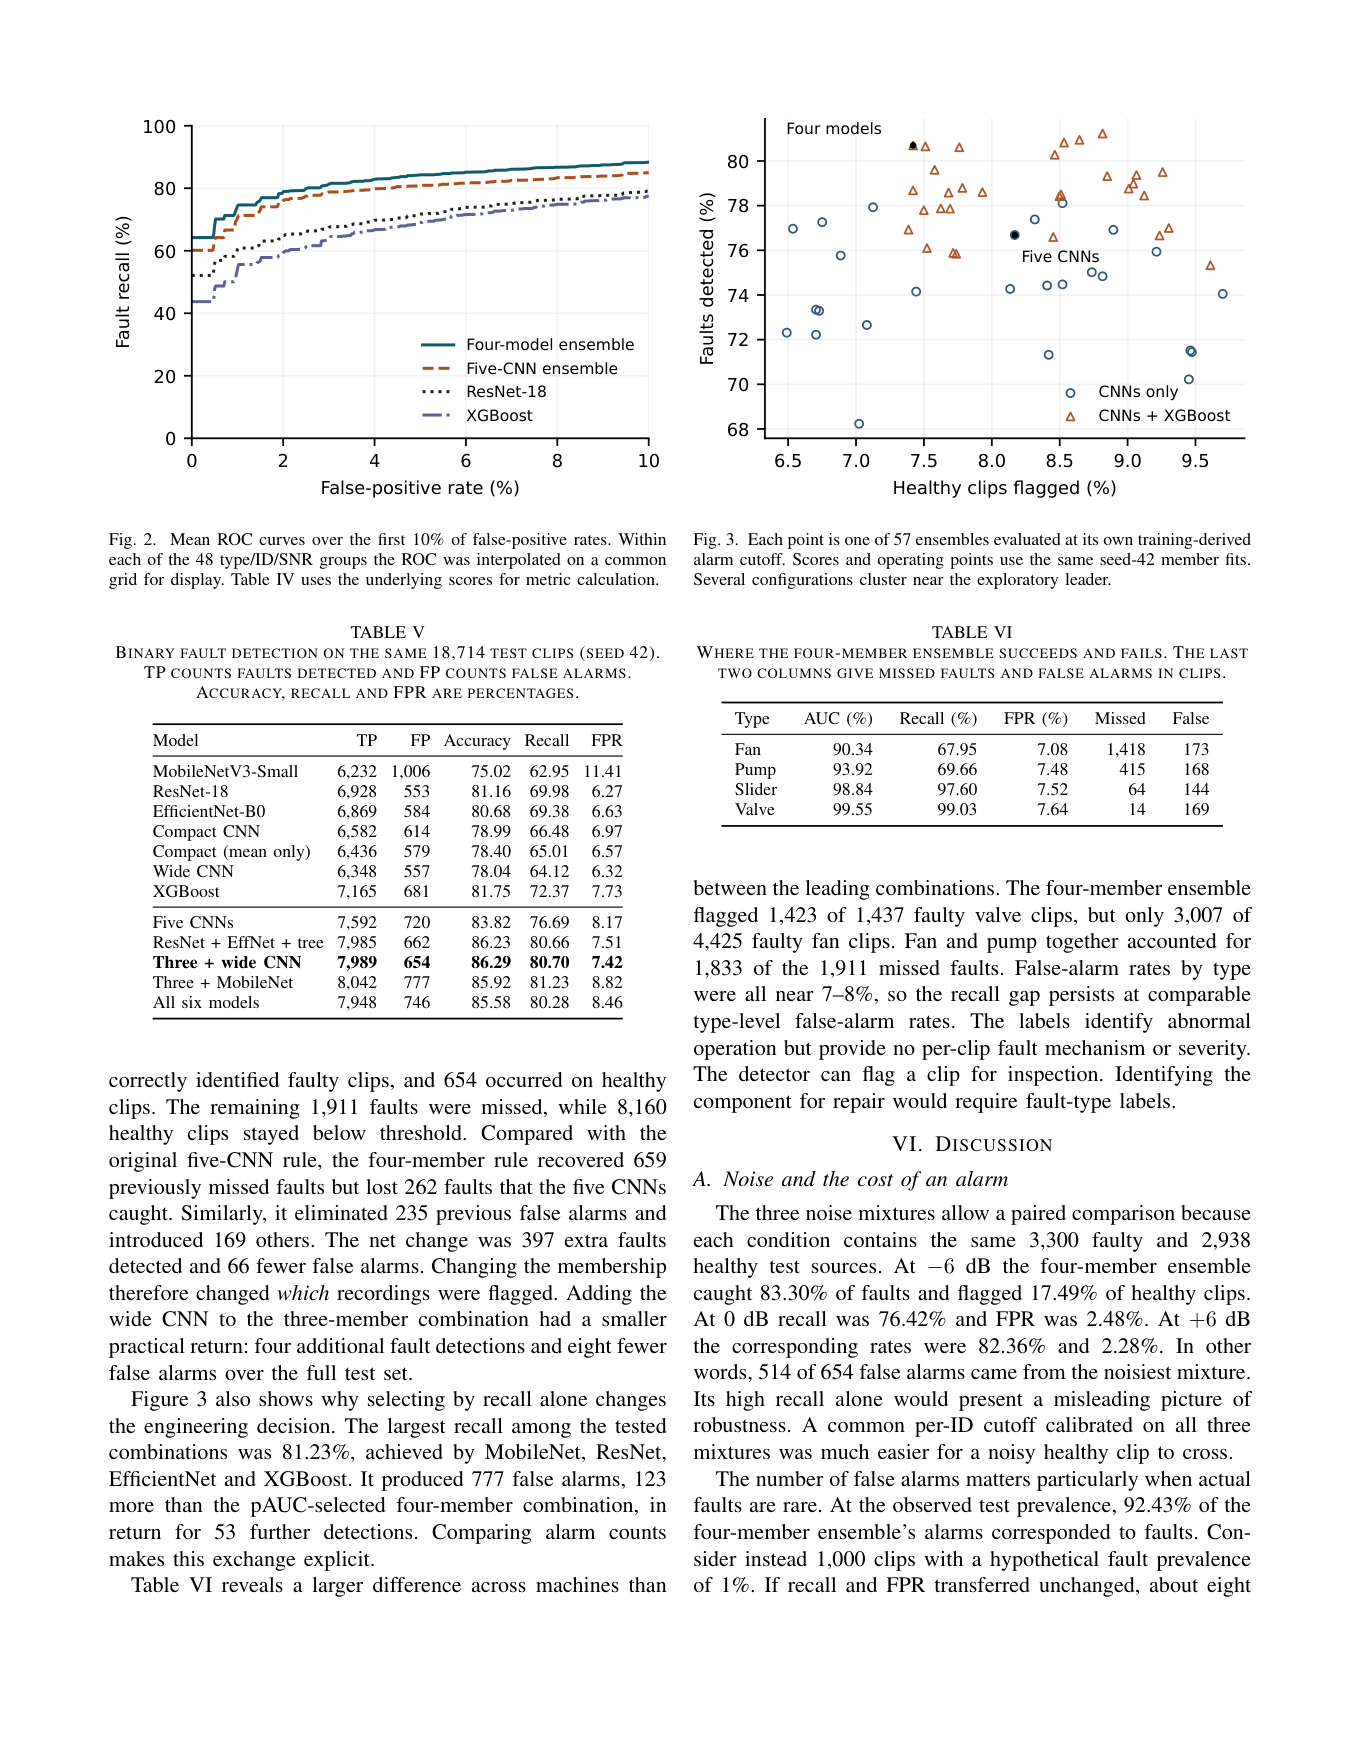 100
80
60
40
20
0
0 2 4 6 8 10
Fault recall (%)
False-positive rate (%)
Four-model ensemble
Five-CNN ensemble
ResNet-18
XGBoost
Fig. 2. Mean ROC curves over the first 10% of false-positive rates. Within
each of the 48 type/ID/SNR groups the ROC was interpolated on a common
grid for display. Table IV uses the underlying scores for metric calculation.
TABLE V
BINARY FAULT DETECTION ON THE SAME 18,714 TEST CLIPS (SEED 42).
TP COUNTS FAULTS DETECTED AND FP COUNTS FALSE ALARMS.
ACCURACY, RECALL AND FPR ARE PERCENTAGES.
Model TP FP Accuracy Recall FPR
MobileNetV3-Small 6,232 1,006 75.02 62.95 11.41
ResNet-18 6,928 553 81.16 69.98 6.27
EfficientNet-B0 6,869 584 80.68 69.38 6.63
Compact CNN 6,582 614 78.99 66.48 6.97
Compact (mean only) 6,436 579 78.40 65.01 6.57
Wide CNN 6,348 557 78.04 64.12 6.32
XGBoost 7,165 681 81.75 72.37 7.73
Five CNNs 7,592 720 83.82 76.69 8.17
ResNet + EffNet + tree 7,985 662 86.23 80.66 7.51
Three + wide CNN 7,989 654 86.29 80.70 7.42
Three + MobileNet 8,042 777 85.92 81.23 8.82
All six models 7,948 746 85.58 80.28 8.46
correctly identified faulty clips, and 654 occurred on healthy
clips. The remaining 1,911 faults were missed, while 8,160
healthy clips stayed below threshold. Compared with the
original five-CNN rule, the four-member rule recovered 659
previously missed faults but lost 262 faults that the five CNNs
caught. Similarly, it eliminated 235 previous false alarms and
introduced 169 others. The net change was 397 extra faults
detected and 66 fewer false alarms. Changing the membership
therefore changed which recordings were flagged. Adding the
wide CNN to the three-member combination had a smaller
practical return: four additional fault detections and eight fewer
false alarms over the full test set.
Figure 3 also shows why selecting by recall alone changes
the engineering decision. The largest recall among the tested
combinations was 81.23%, achieved by MobileNet, ResNet,
EfficientNet and XGBoost. It produced 777 false alarms, 123
more than the pAUC-selected four-member combination, in
return for 53 further detections. Comparing alarm counts
makes this exchange explicit.
Table VI reveals a larger difference across machines than
80
78
76
74
72
70
68
6.5 7.0 7.5 8.0 8.5 9.0 9.5
Faults detected (%)
Healthy clips flagged (%)
Four models
Five CNNs
CNNs only
CNNs + XGBoost
Fig. 3. Each point is one of 57 ensembles evaluated at its own training-derived
alarm cutoff. Scores and operating points use the same seed-42 member fits.
Several configurations cluster near the exploratory leader.
TABLE VI
WHERE THE FOUR-MEMBER ENSEMBLE SUCCEEDS AND FAILS. THE LAST
TWO COLUMNS GIVE MISSED FAULTS AND FALSE ALARMS IN CLIPS.
Type AUC (%) Recall (%) FPR (%) Missed False
Fan 90.34 67.95 7.08 1,418 173
Pump 93.92 69.66 7.48 415 168
Slider 98.84 97.60 7.52 64 144
Valve 99.55 99.03 7.64 14 169
between the leading combinations. The four-member ensemble
flagged 1,423 of 1,437 faulty valve clips, but only 3,007 of
4,425 faulty fan clips. Fan and pump together accounted for
1,833 of the 1,911 missed faults. False-alarm rates by type
were all near 7–8%, so the recall gap persists at comparable
type-level false-alarm rates. The labels identify abnormal
operation but provide no per-clip fault mechanism or severity.
The detector can flag a clip for inspection. Identifying the
component for repair would require fault-type labels.
VI. DISCUSSION
A. Noise and the cost of an alarm
The three noise mixtures allow a paired comparison because
each condition contains the same 3,300 faulty and 2,938
healthy test sources. At −6 dB the four-member ensemble
caught 83.30% of faults and flagged 17.49% of healthy clips.
At 0 dB recall was 76.42% and FPR was 2.48%. At +6 dB
the corresponding rates were 82.36% and 2.28%. In other
words, 514 of 654 false alarms came from the noisiest mixture.
Its high recall alone would present a misleading picture of
robustness. A common per-ID cutoff calibrated on all three
mixtures was much easier for a noisy healthy clip to cross.
The number of false alarms matters particularly when actual
faults are rare. At the observed test prevalence, 92.43% of the
four-member ensemble's alarms corresponded to faults. Con-
sider instead 1,000 clips with a hypothetical fault prevalence
of 1%. If recall and FPR transferred unchanged, about eight